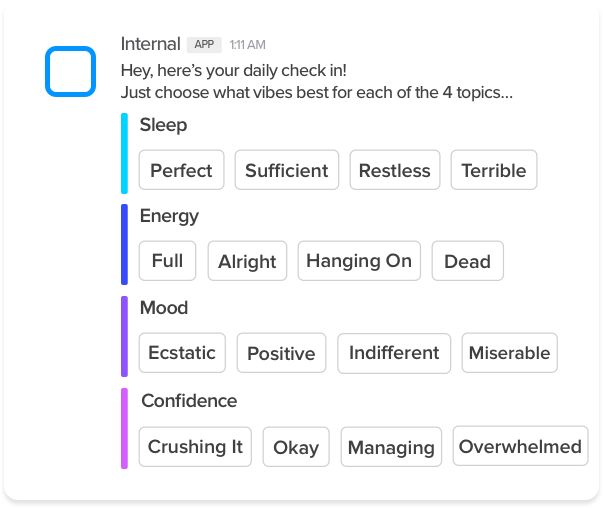 Internal APP 1:11 AM
Hey, here's your daily check in!
Just choose what vibes best for each of the 4 topics...
Sleep
Perfect Sufficient Restless Terrible
Energy
Full Alright Hanging On Dead
Mood
Ecstatic Positive Indifferent Miserable
Confidence
Crushing It Okay Managing Overwhelmed